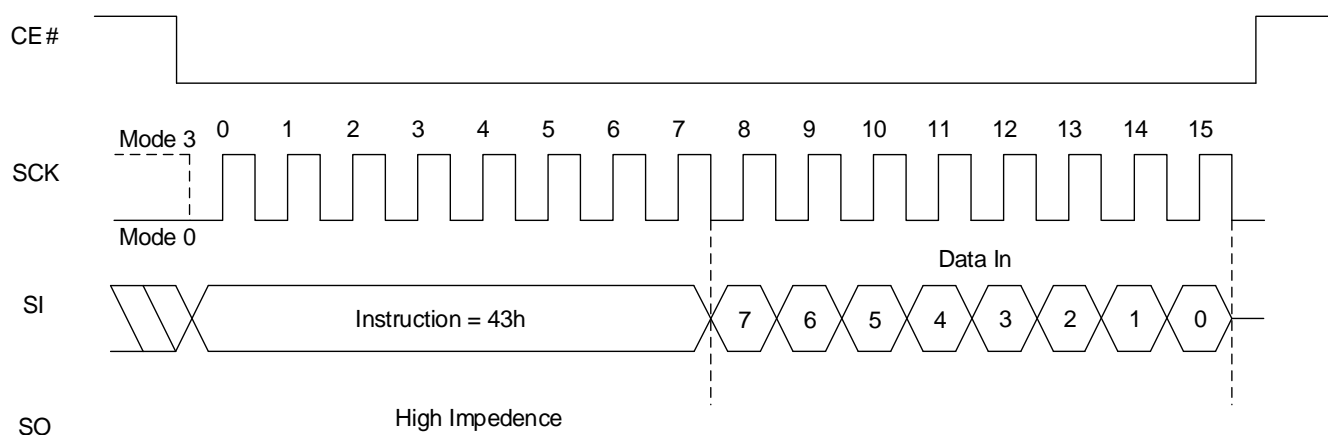 CE#
0 1 2 3 4 5 6 7 8 9 10 11 12 13 14 15
Mode 3
SCK
Mode 0
Data In
SI
Instruction = 43h 7 6 5 4 3 2 1 0
High Impedence
SO